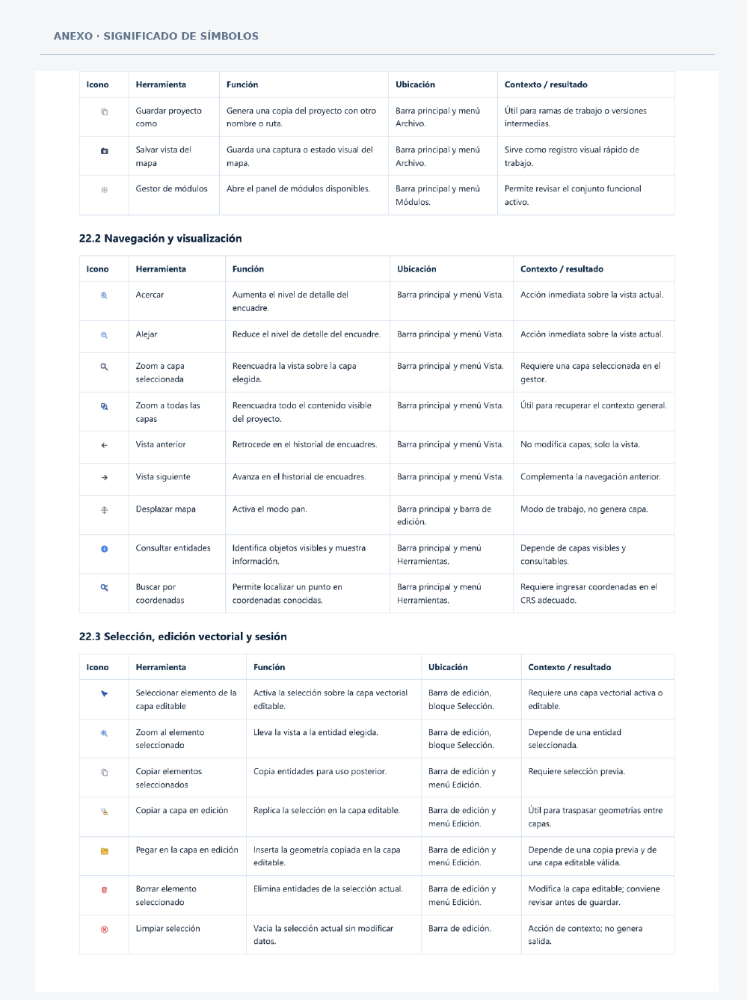 ANEXO · SIGNIFICADO DE SÍMBOLOS
Icono Herramienta Función Ubicación Contexto / resultado
Guardar proyecto como Genera una copia del proyecto con otro nombre o ruta. Barra principal y menú Archivo. Útil para ramas de trabajo o versiones intermedias.
Salvar vista del mapa Guarda una captura o estado visual del mapa. Barra principal y menú Archivo. Sirve como registro visual rápido de trabajo.
Gestor de módulos Abre el panel de módulos disponibles. Barra principal y menú Módulos. Permite revisar el conjunto funcional activo.
22.2 Navegación y visualización
Icono Herramienta Función Ubicación Contexto / resultado
Acercar Aumenta el nivel de detalle del encuadre. Barra principal y menú Vista. Acción inmediata sobre la vista actual.
Alejar Reduce el nivel de detalle del encuadre. Barra principal y menú Vista. Acción inmediata sobre la vista actual.
Zoom a capa seleccionada Reencuadra la vista sobre la capa elegida. Barra principal y menú Vista. Requiere una capa seleccionada en el gestor.
Zoom a todas las capas Reencuadra todo el contenido visible del proyecto. Barra principal y menú Vista. Útil para recuperar el contexto general.
Vista anterior Retrocede en el historial de encuadres. Barra principal y menú Vista. No modifica capas; solo la vista.
Vista siguiente Avanza en el historial de encuadres. Barra principal y menú Vista. Complementa la navegación anterior.
Desplazar mapa Activa el modo pan. Barra principal y barra de edición. Modo de trabajo, no genera capa.
Consultar entidades Identifica objetos visibles y muestra información. Barra principal y menú Herramientas. Depende de capas visibles y consultables.
Buscar por coordenadas Permite localizar un punto en coordenadas conocidas. Barra principal y menú Herramientas. Requiere ingresar coordenadas en el CRS adecuado.
22.3 Selección, edición vectorial y sesión
Icono Herramienta Función Ubicación Contexto / resultado
Seleccionar elemento de la capa editable Activa la selección sobre la capa vectorial editable. Barra de edición, bloque Selección. Requiere una capa vectorial activa o editable.
Zoom al elemento seleccionado Lleva la vista a la entidad elegida. Barra de edición, bloque Selección. Depende de una entidad seleccionada.
Copiar elementos seleccionados Copia entidades para uso posterior. Barra de edición y menú Edición. Requiere selección previa.
Copiar a capa en edición Replica la selección en la capa editable. Barra de edición y menú Edición. Útil para traspasar geometrías entre capas.
Pegar en la capa en edición Inserta la geometría copiada en la capa editable. Barra de edición y menú Edición. Depende de una copia previa y de una capa editable válida.
Borrar elemento seleccionado Elimina entidades de la selección actual. Barra de edición y menú Edición. Modifica la capa editable; conviene revisar antes de guardar.
Limpiar selección Vacía la selección actual sin modificar datos. Barra de edición. Acción de contexto; no genera salida.